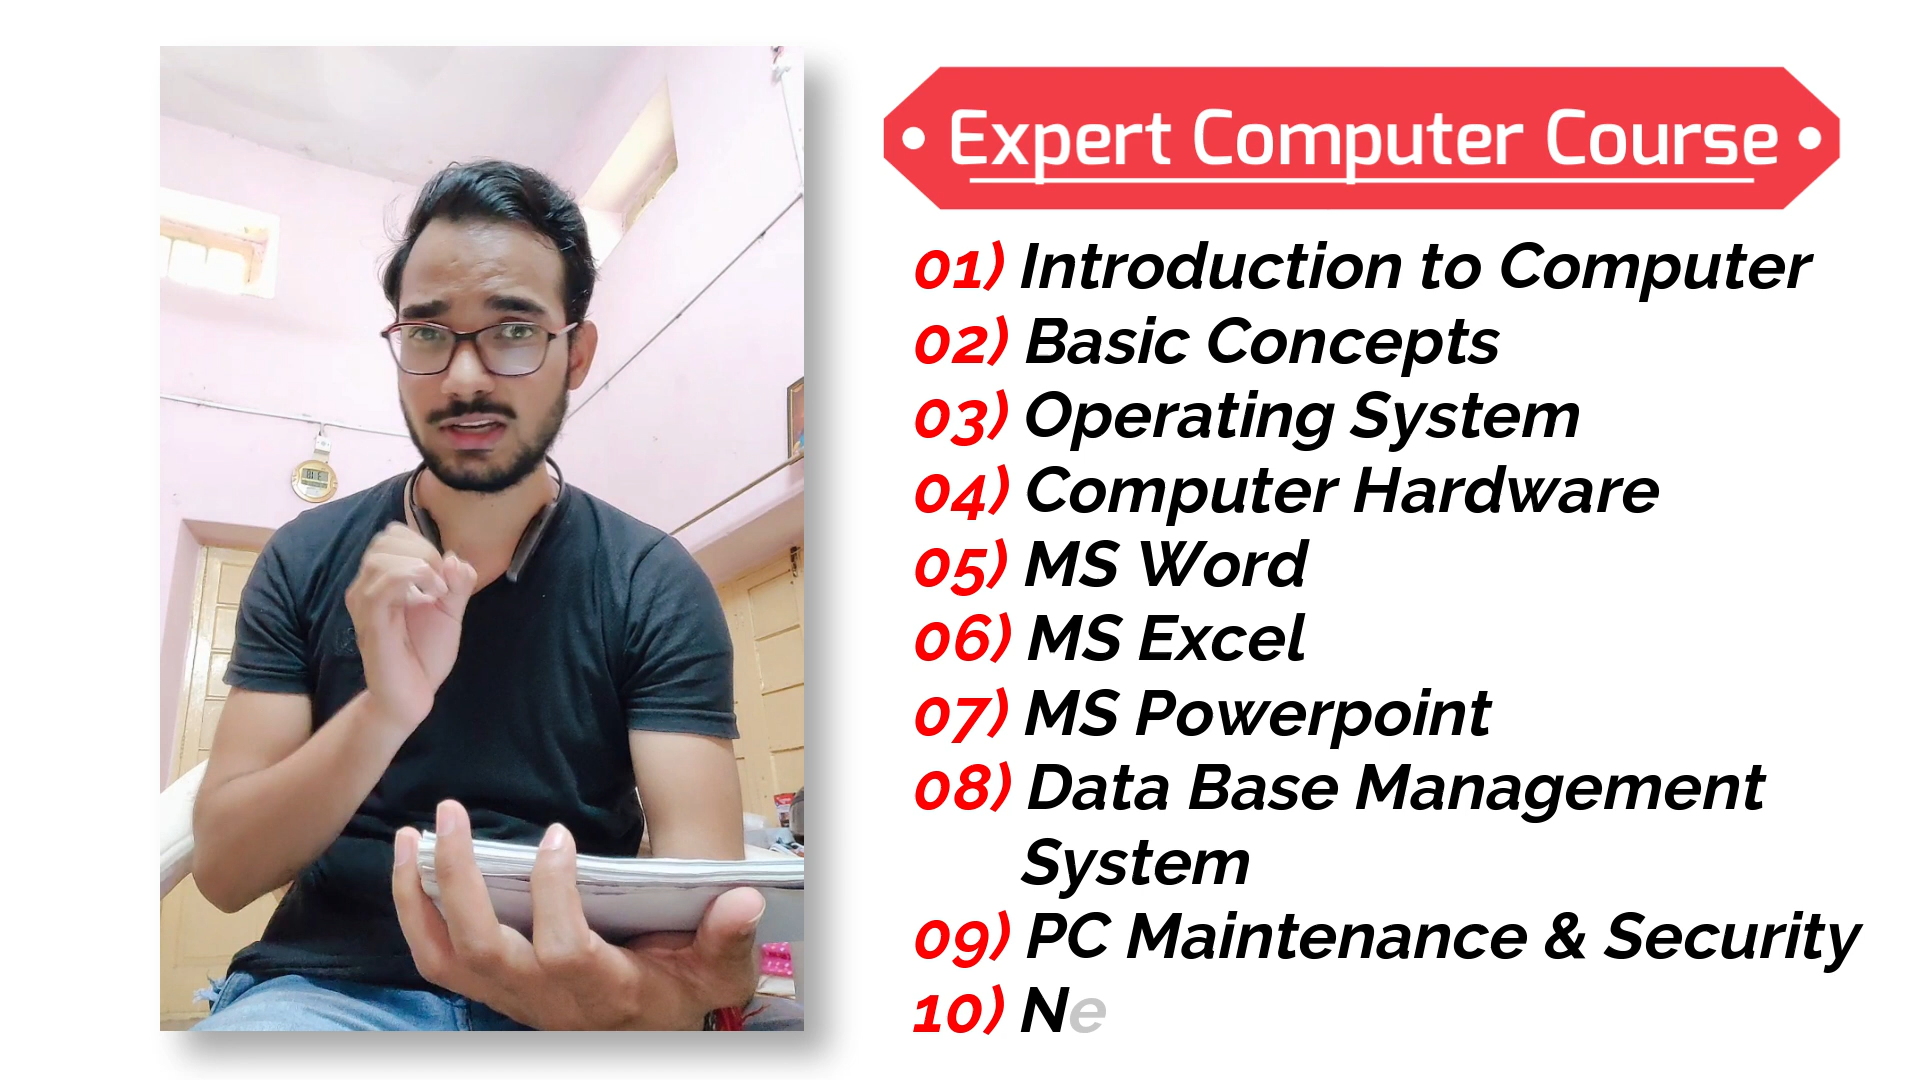 Expert Computer Course
01) Introduction to Computer
02) Basic Concepts
03) Operating System
04) Computer Hardware
05) MS Word
06) MS Excel
07) MS Powerpoint
08) Data Base Management
System
09) PC Maintenance & Security
10) Ne